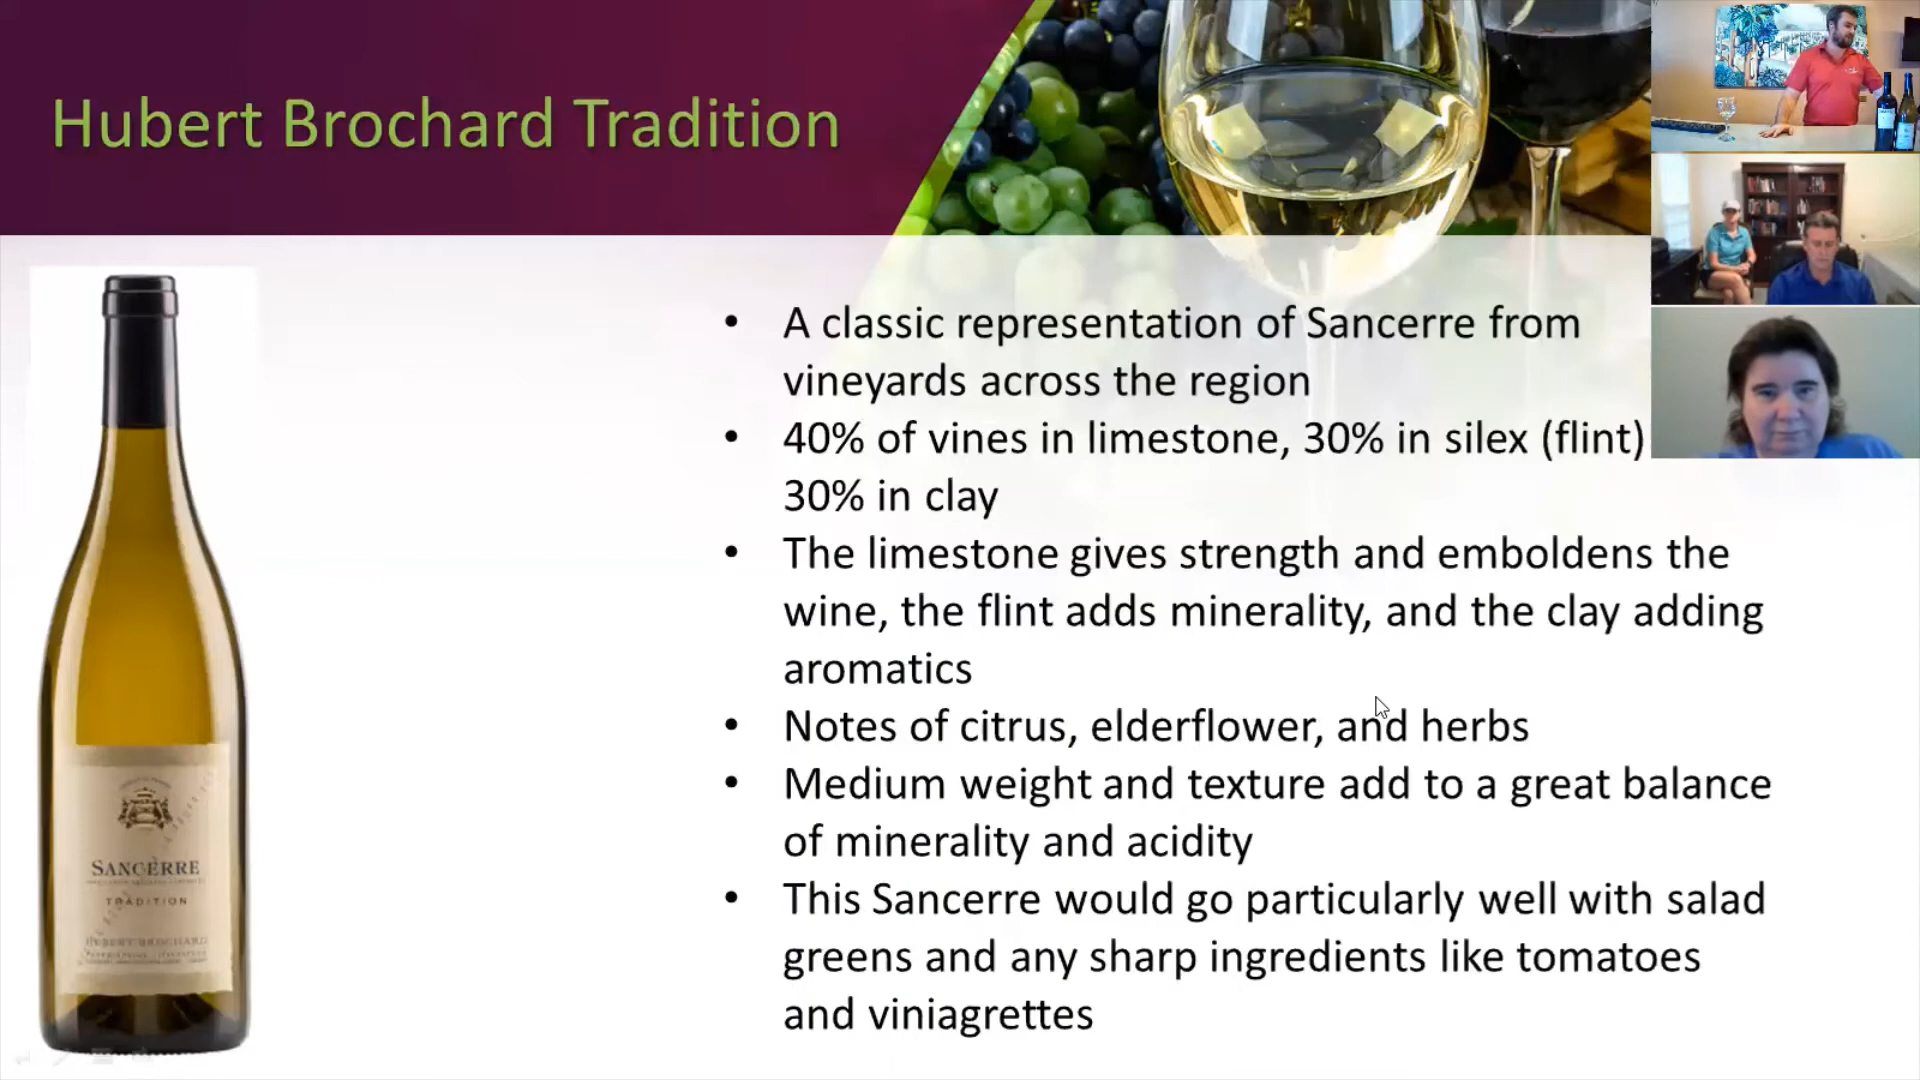 Hubert Brochard Tradition
• A classic representation of Sancerre from
vineyards across the region
• 40% of vines in limestone, 30% in silex (flint)
30% in clay
• The limestone gives strength and emboldens the
wine, the flint adds minerality, and the clay adding
aromatics
• Notes of citrus, elderflower, and herbs
• Medium weight and texture add to a great balance
of minerality and acidity
• This Sancerre would go particularly well with salad
greens and any sharp ingredients like tomatoes
and viniagrettes
SANCERRE
TRADITION
HUBERT BROCHARD